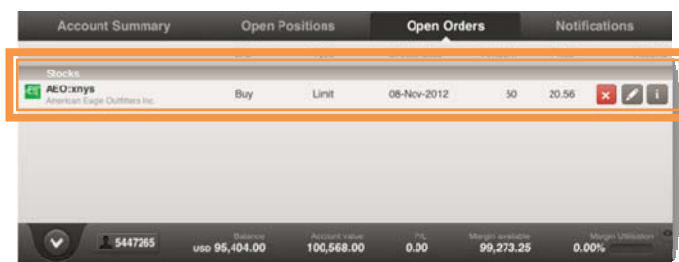 Account Summary Open Positions Open Orders Notifications
Stocks
AEO:xnys Buy Limit 08-Nov-2012 50 20.56 i
American Eagle Outfitters Inc.
Balance Account value P/L Margin available Margin Utilisation
5447265 USD 95,404.00 100,568.00 0.00 99,273.25 0.00%